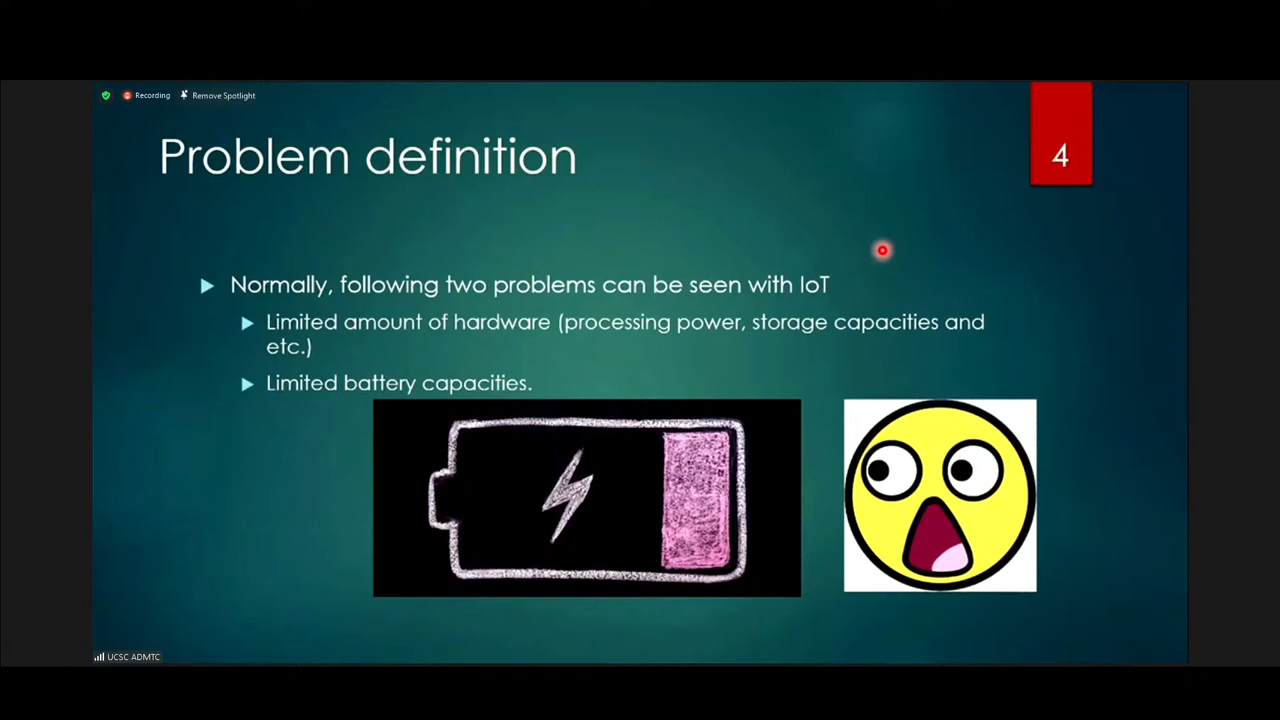 Recording Remove Spotlight
Problem definition
4
Normally, following two problems can be seen with IoT
Limited amount of hardware (processing power, storage capacities and
etc.)
Limited battery capacities.
UCSC ADMTC